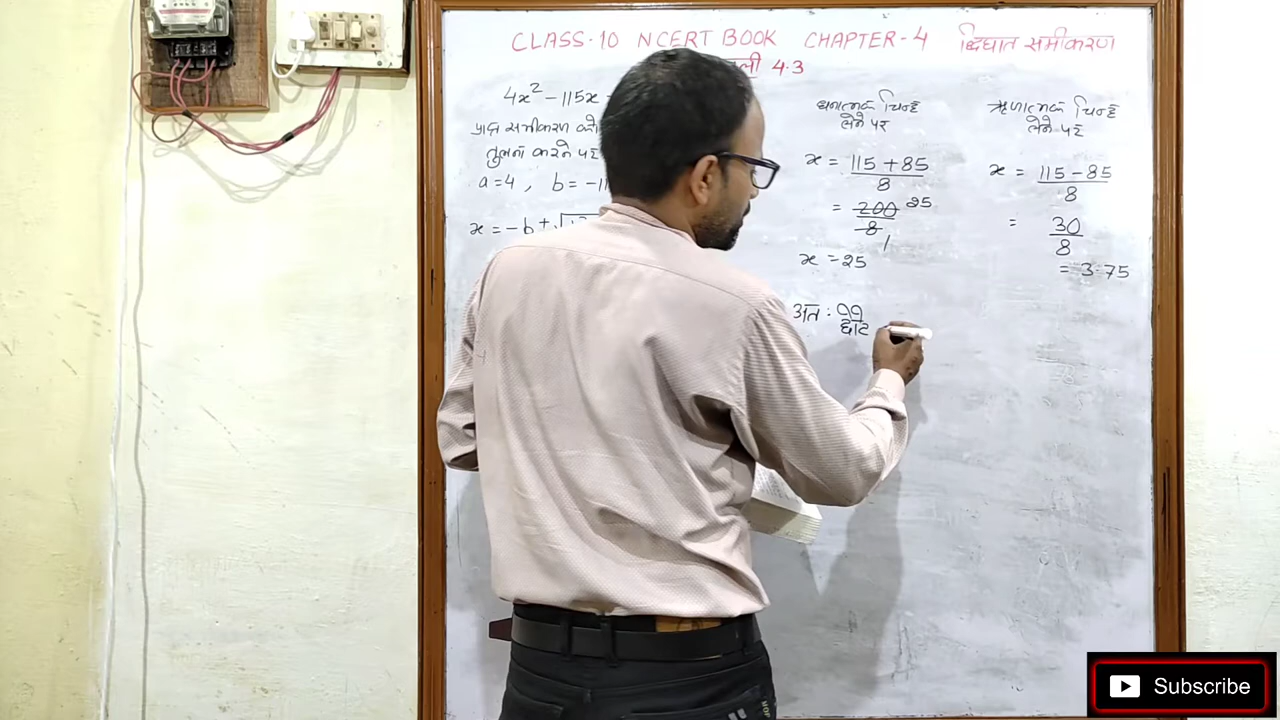 CLASS-10 NCERT BOOK CHAPTER-4 द्विघात समीकरण
4.3
4x² - 115x
समीकरण को
तुलना करने पर
a=4, b=-11
x = -b ±
धनात्मक चिन्ह
लेने पर
x = 115 + 85
8
= 200 25
8
1
x = 25
अत: ११
छोट
ऋणात्मक चिन्ह
लेने पर
x = 115 - 85
8
= 30
8
= 3.75
Subscribe